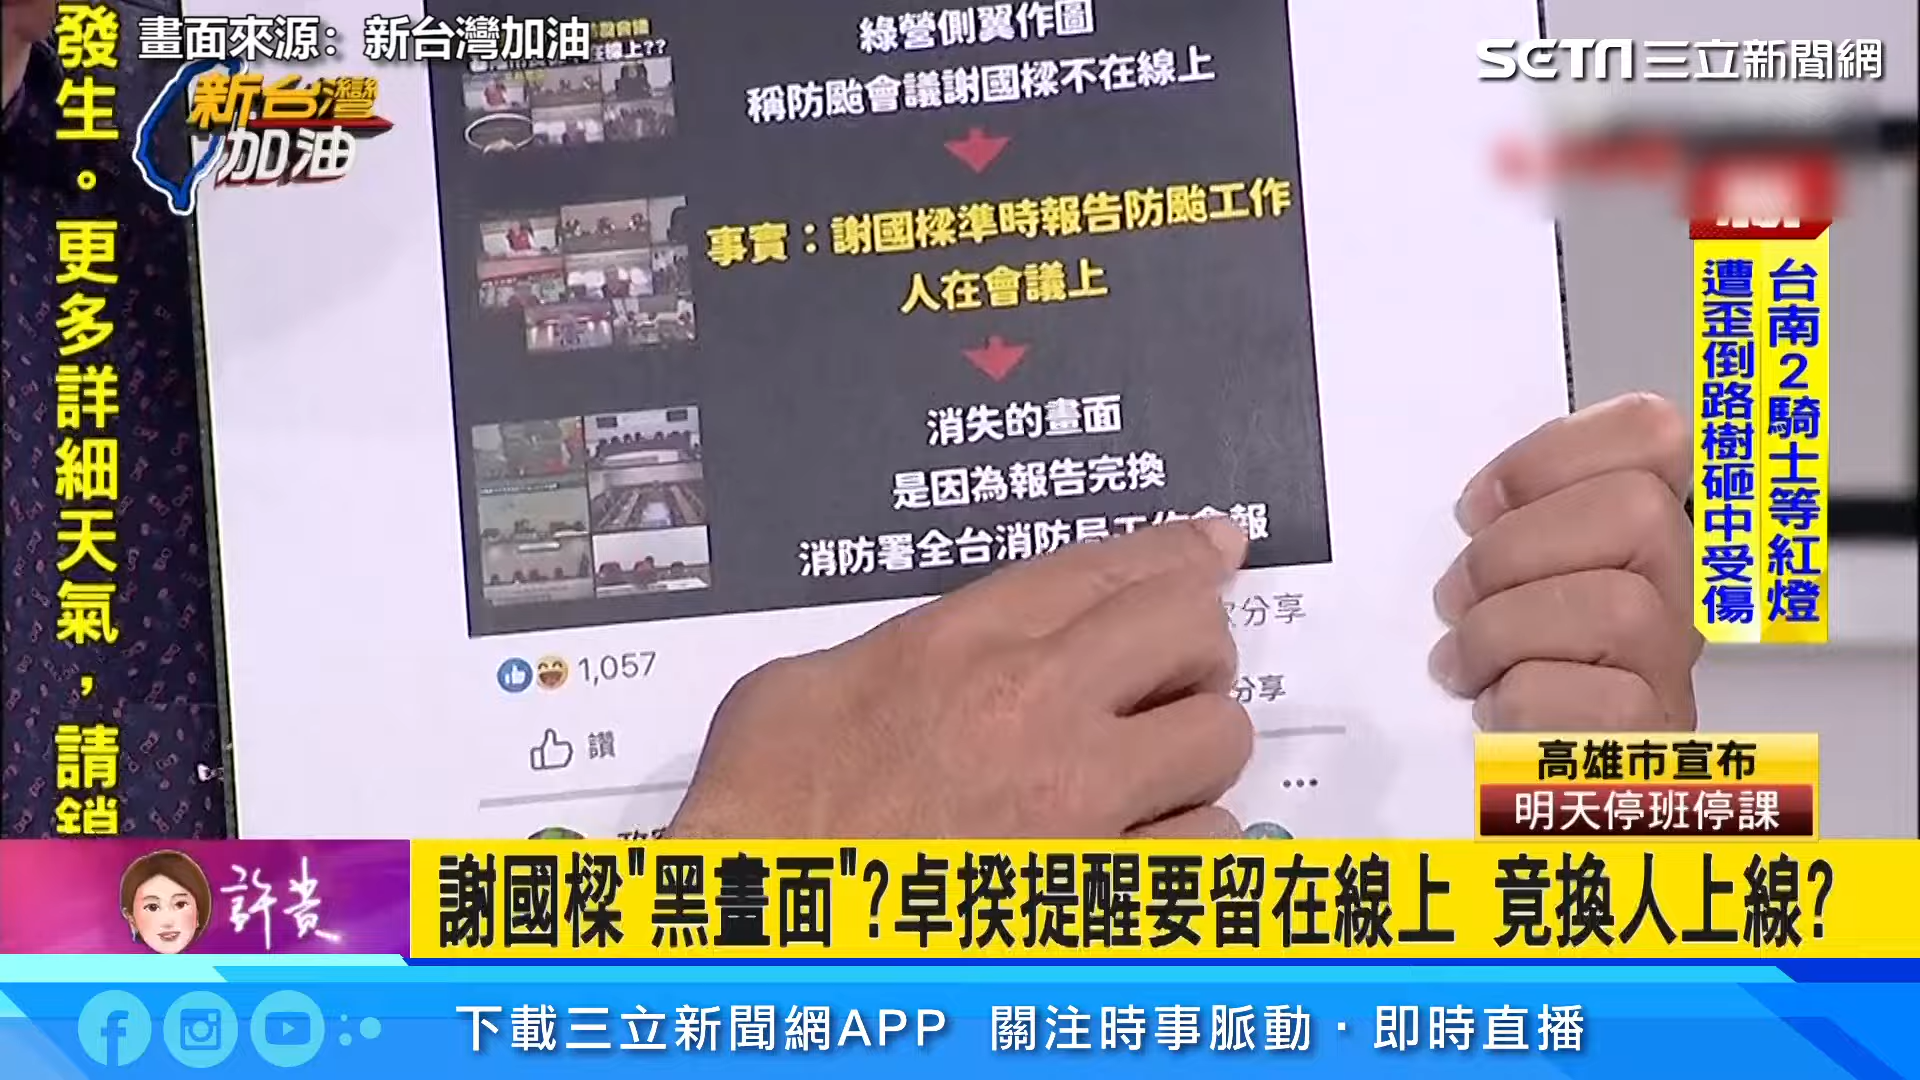 畫面來源：新台灣加油
SETN三立新聞網
新台灣
加油
發生。更多詳細天氣，請鎖
線上??
綠營側翼作圖
稱防颱會議謝國樑不在線上
事實：謝國樑準時報告防颱工作
人在會議上
消失的畫面
是因為報告完換
消防署全台消防局工作會報
1,057
次分享
讚
分享
台南2騎士等紅燈
遭歪倒路樹砸中受傷
高雄市宣布
明天停班停課
許貴
謝國樑"黑畫面"?卓揆提醒要留在線上 竟換人上線?
下載三立新聞網APP 關注時事脈動·即時直播